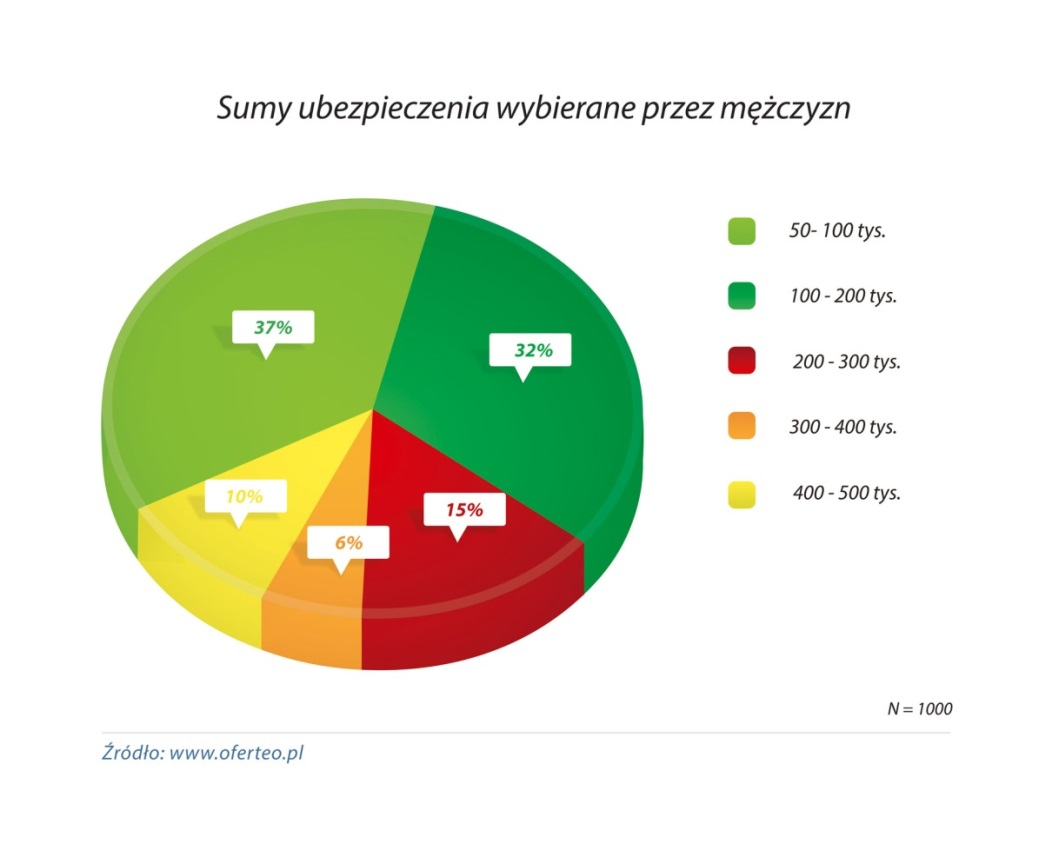 Sumy ubezpieczenia wybierane przez mężczyzn
37%
32%
10%
6%
15%
50- 100 tys.
100 - 200 tys.
200 - 300 tys.
300 - 400 tys.
400 - 500 tys.
N = 1000
Źródło: www.oferteo.pl